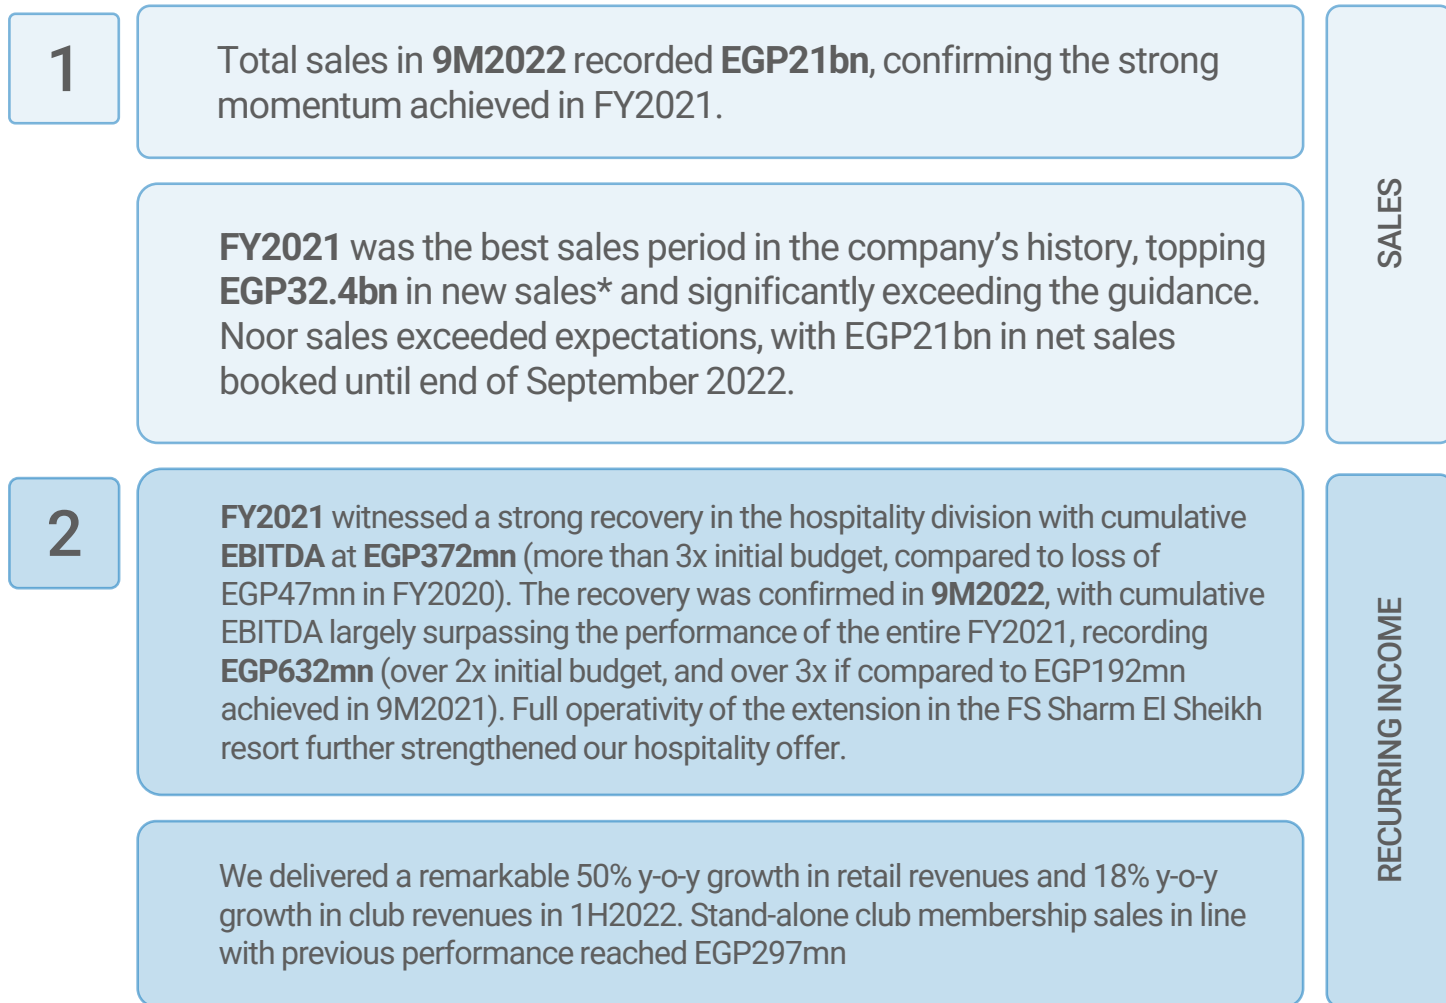 1
Total sales in 9M2022 recorded EGP21bn, confirming the strong
momentum achieved in FY2021.
FY2021 was the best sales period in the company’s history, topping
EGP32.4bn in new sales* and significantly exceeding the guidance.
Noor sales exceeded expectations, with EGP21bn in net sales
booked until end of September 2022.
SALES
2
FY2021 witnessed a strong recovery in the hospitality division with cumulative
EBITDA at EGP372mn (more than 3x initial budget, compared to loss of
EGP47mn in FY2020). The recovery was confirmed in 9M2022, with cumulative
EBITDA largely surpassing the performance of the entire FY2021, recording
EGP632mn (over 2x initial budget, and over 3x if compared to EGP192mn
achieved in 9M2021). Full operativity of the extension in the FS Sharm El Sheikh
resort further strengthened our hospitality offer.
We delivered a remarkable 50% y-o-y growth in retail revenues and 18% y-o-y
growth in club revenues in 1H2022. Stand-alone club membership sales in line
with previous performance reached EGP297mn
RECURRING INCOME